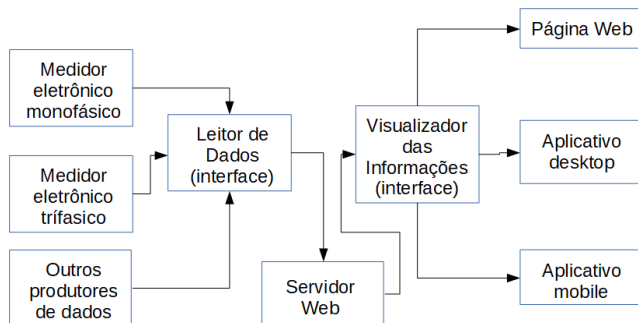 Medidor
eletrônico
monofásico
Medidor
eletrônico
trífasico
Outros
produtores
de dados
Leitor de
Dados
(interface)
Servidor
Web
Visualizador
das
Informações
(interface)
Página Web
Aplicativo
desktop
Aplicativo
mobile